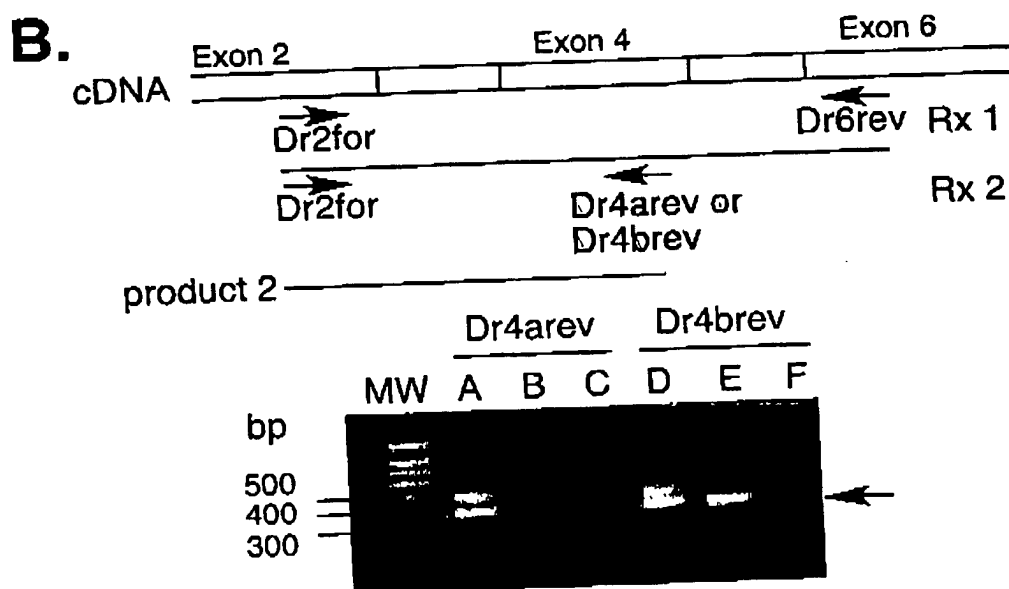 B.
Exon 2 Exon 4 Exon 6
cDNA
Dr2for Dr6rev Rx 1
Dr2for Dr4arev or Rx 2
Dr4brev
product 2
Dr4arev Dr4brev
MW A B C D E F
bp
500
400
300